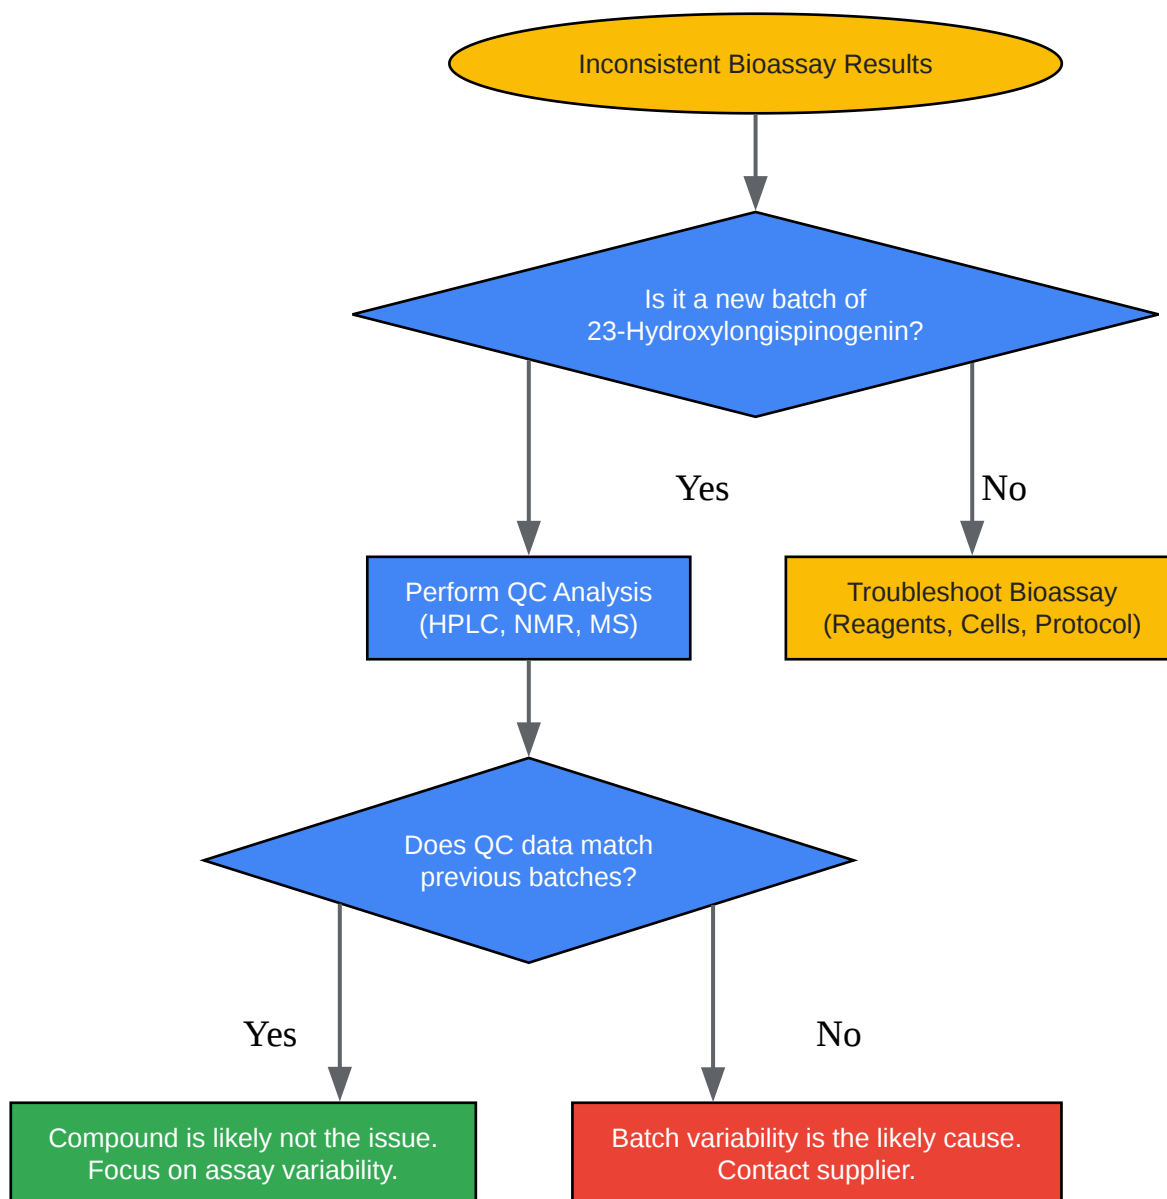 Inconsistent Bioassay Results
Is it a new batch of
23-Hydroxylongispinogenin?
Yes
No
Perform QC Analysis
(HPLC, NMR, MS)
Troubleshoot Bioassay
(Reagents, Cells, Protocol)
Does QC data match
previous batches?
Yes
No
Compound is likely not the issue.
Focus on assay variability.
Batch variability is the likely cause.
Contact supplier.